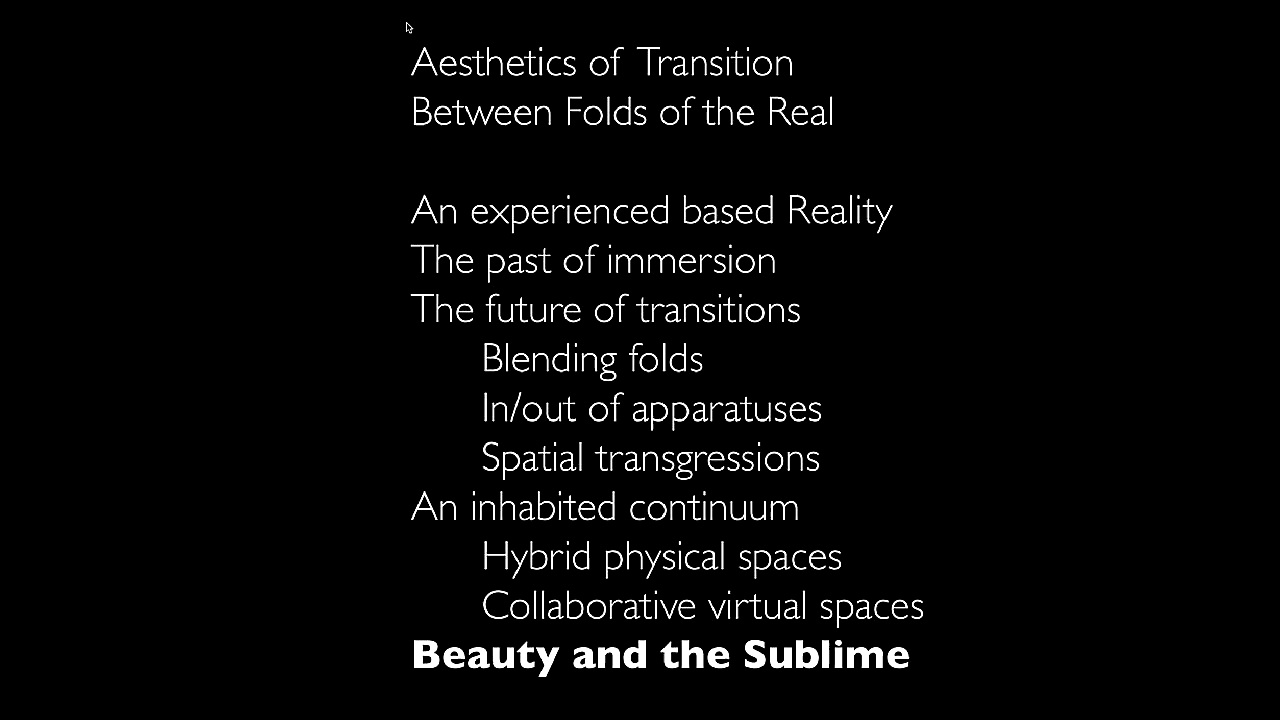 Aesthetics of Transition
Between Folds of the Real
An experienced based Reality
The past of immersion
The future of transitions
Blending folds
In/out of apparatuses
Spatial transgressions
An inhabited continuum
Hybrid physical spaces
Collaborative virtual spaces
Beauty and the Sublime